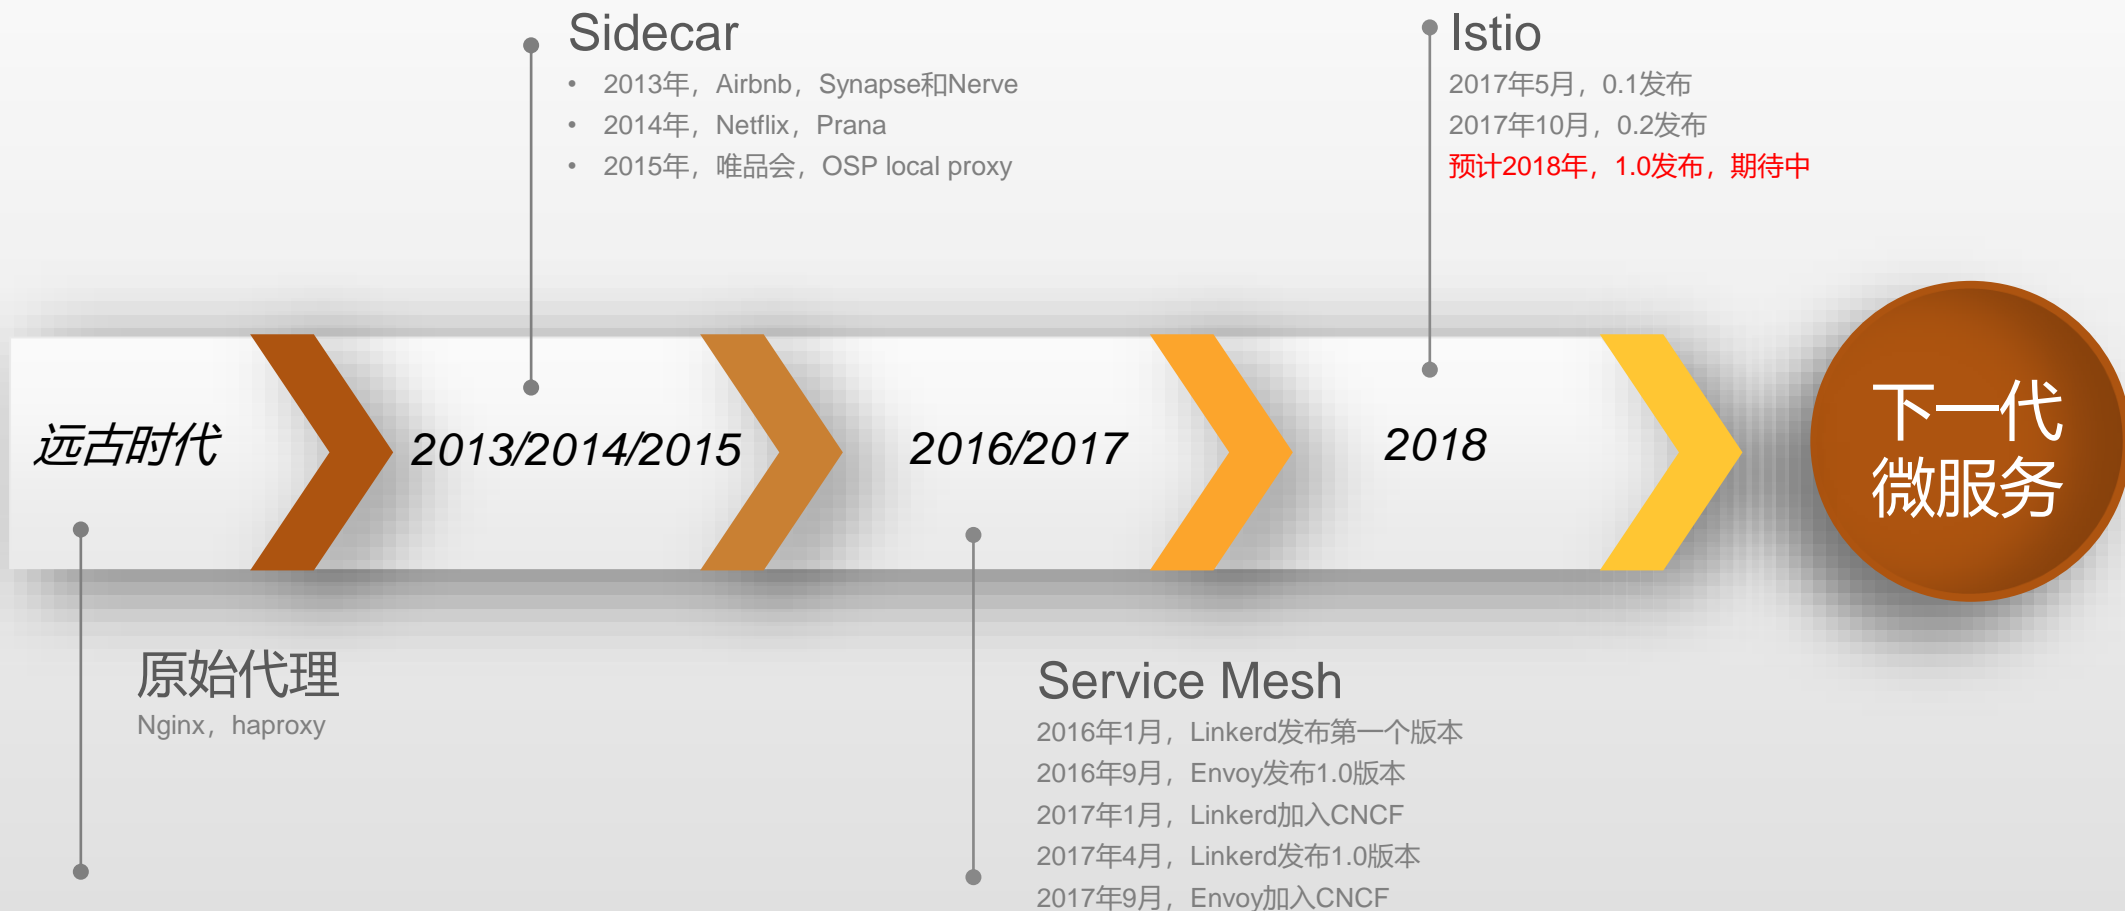 Sidecar
• 2013年，Airbnb，Synapse和Nerve
• 2014年，Netflix，Prana
• 2015年，唯品会，OSP local proxy
Istio
2017年5月，0.1发布
2017年10月，0.2发布
预计2018年，1.0发布，期待中
远古时代
2013/2014/2015
2016/2017
2018
下一代
微服务
原始代理
Nginx，haproxy
Service Mesh
2016年1月，Linkerd发布第一个版本
2016年9月，Envoy发布1.0版本
2017年1月，Linkerd加入CNCF
2017年4月，Linkerd发布1.0版本
2017年9月，Envoy加入CNCF